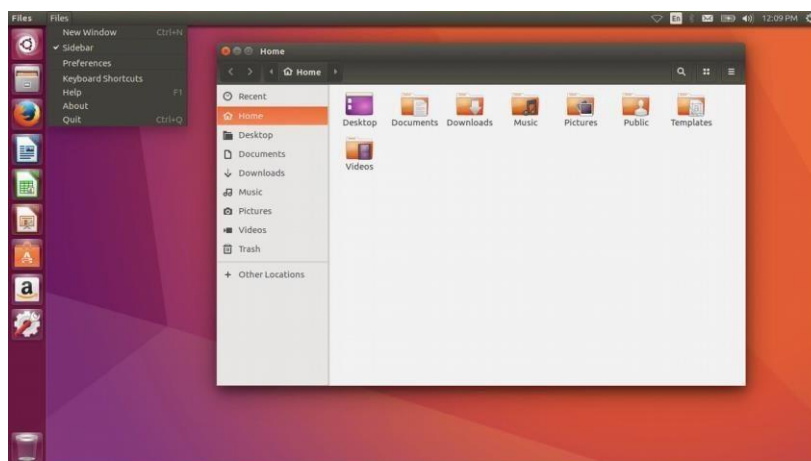 Files Files En 12:09 PM
New Window Ctrl+N
Sidebar
Preferences
Keyboard Shortcuts
Help F1
About
Quit Ctrl+Q
Home
Home
Recent
Home
Desktop
Documents
Downloads
Music
Pictures
Videos
Trash
Other Locations
Desktop Documents Downloads Music Pictures Public Templates
Videos
a